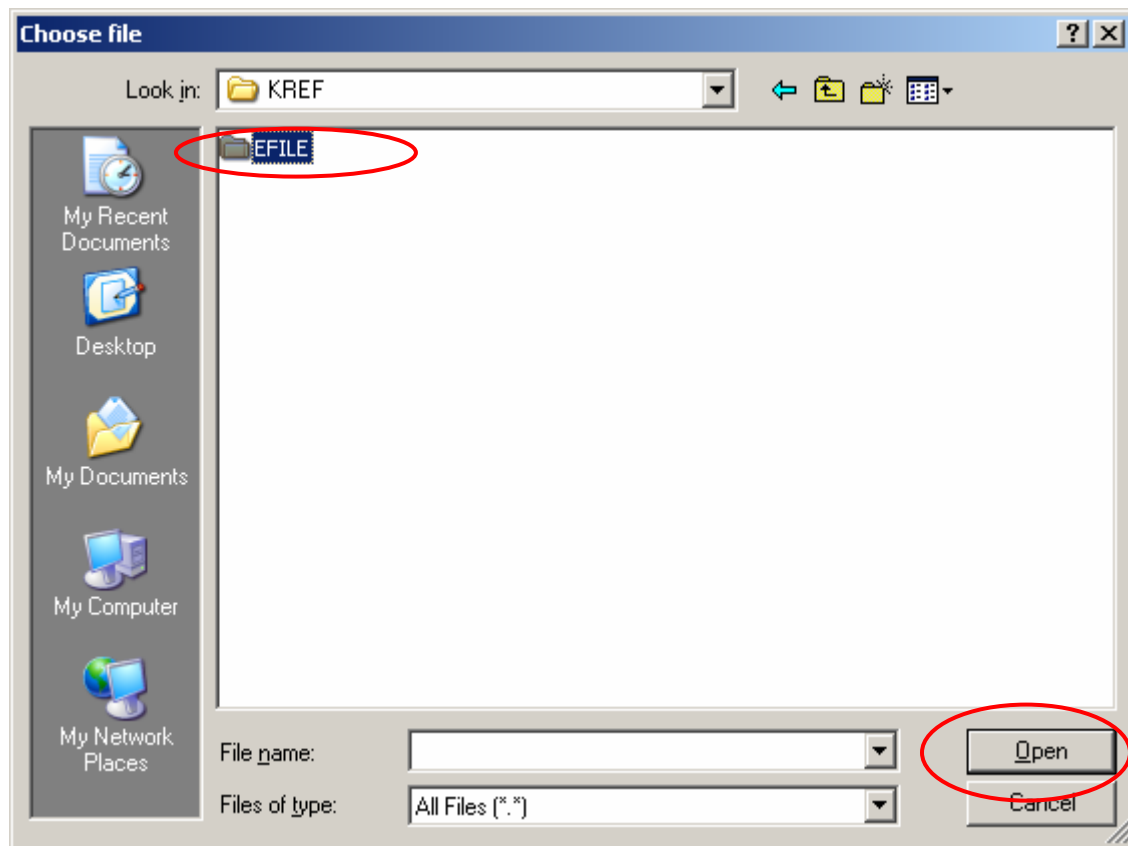 Choose file
Look in: KREF
EFILE
My Recent
Documents
Desktop
My Documents
My Computer
My Network
Places
File name:
Open
Files of type: All Files (*.*)
Cancel